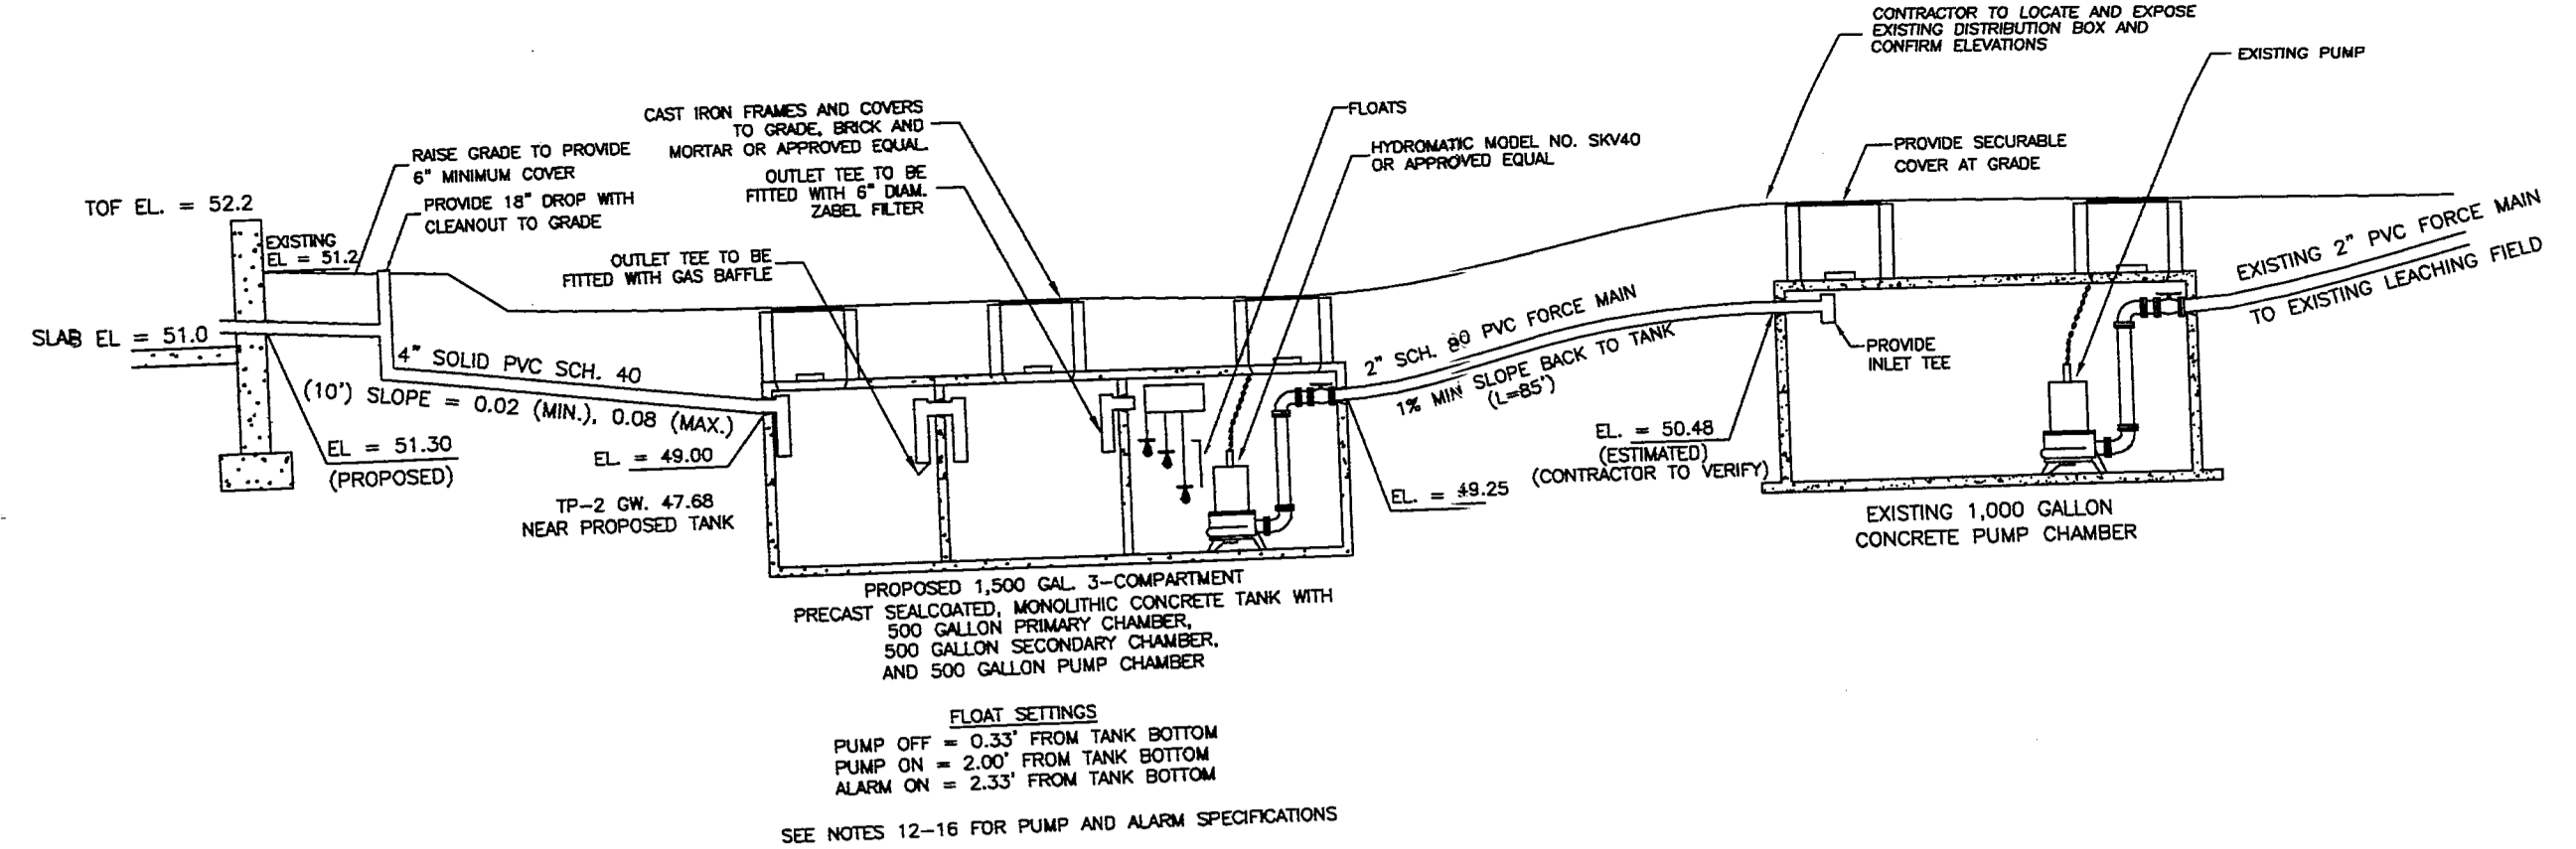 CONTRACTOR TO LOCATE AND EXPOSE
EXISTING DISTRIBUTION BOX AND
CONFIRM ELEVATIONS
EXISTING PUMP
CAST IRON FRAMES AND COVERS
TO GRADE, BRICK AND
MORTAR OR APPROVED EQUAL.
FLOATS
HYDROMATIC MODEL NO. SKV40
OR APPROVED EQUAL
PROVIDE SECURABLE
COVER AT GRADE
RAISE GRADE TO PROVIDE
6" MINIMUM COVER
OUTLET TEE TO BE
FITTED WITH 6" DIAM.
ZABEL FILTER
TOF EL. = 52.2
PROVIDE 18" DROP WITH
CLEANOUT TO GRADE
EXISTING
EL = 51.2
OUTLET TEE TO BE
FITTED WITH GAS BAFFLE
EXISTING 2" PVC FORCE MAIN
TO EXISTING LEACHING FIELD
SLAB EL = 51.0
4" SOLID PVC SCH. 40
(10') SLOPE = 0.02 (MIN.), 0.08 (MAX.)
2" SCH. 80 PVC FORCE MAIN
1% MIN SLOPE BACK TO TANK
(L=85')
PROVIDE
INLET TEE
EL = 51.30
(PROPOSED)
EL = 49.00
EL. = 50.48
(ESTIMATED)
(CONTRACTOR TO VERIFY)
EL. = 49.25
TP-2 GW. 47.68
NEAR PROPOSED TANK
EXISTING 1,000 GALLON
CONCRETE PUMP CHAMBER
PROPOSED 1,500 GAL. 3-COMPARTMENT
PRECAST SEALCOATED, MONOLITHIC CONCRETE TANK WITH
500 GALLON PRIMARY CHAMBER,
500 GALLON SECONDARY CHAMBER,
AND 500 GALLON PUMP CHAMBER
FLOAT SETTINGS
PUMP OFF = 0.33' FROM TANK BOTTOM
PUMP ON = 2.00' FROM TANK BOTTOM
ALARM ON = 2.33' FROM TANK BOTTOM
SEE NOTES 12-16 FOR PUMP AND ALARM SPECIFICATIONS